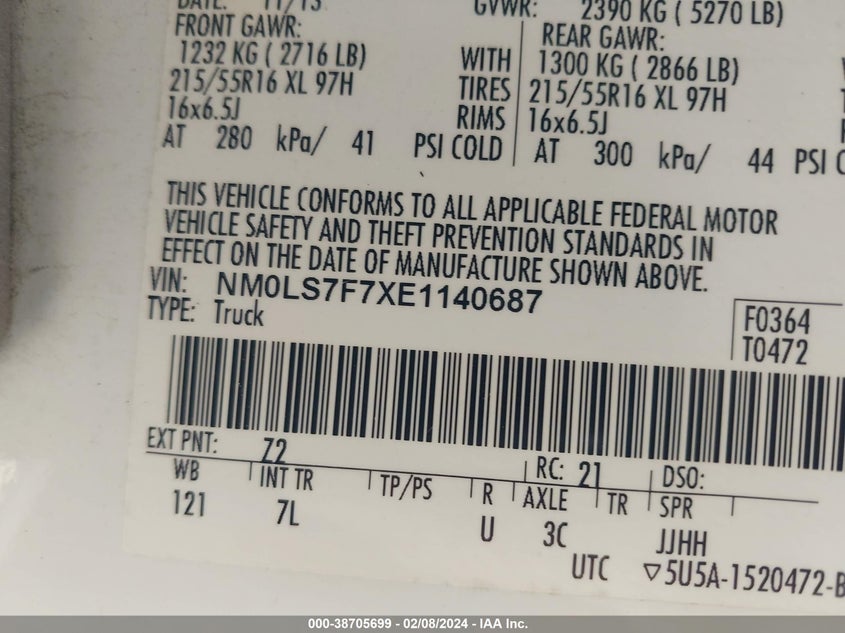 DATE: 11/13 GVWR: 2390 KG ( 5270 LB)
FRONT GAWR: REAR GAWR:
1232 KG ( 2716 LB) WITH 1300 KG ( 2866 LB)
215/55R16 XL 97H TIRES 215/55R16 XL 97H
16x6.5J RIMS 16x6.5J
AT 280 kPa/ 41 PSI COLD AT 300 kPa/ 44 PSI C
THIS VEHICLE CONFORMS TO ALL APPLICABLE FEDERAL MOTOR
VEHICLE SAFETY AND THEFT PREVENTION STANDARDS IN
EFFECT ON THE DATE OF MANUFACTURE SHOWN ABOVE.
VIN: NM0LS7F7XE1140687
TYPE: Truck
F0364
T0472
EXT PNT: Z2 RC: 21 DSO:
WB INT TR TP/PS R AXLE TR SPR
121 7L U 3C JJHH
UTC ▽5U5A-1520472-B
000-38705699 - 02/08/2024 - IAA Inc.